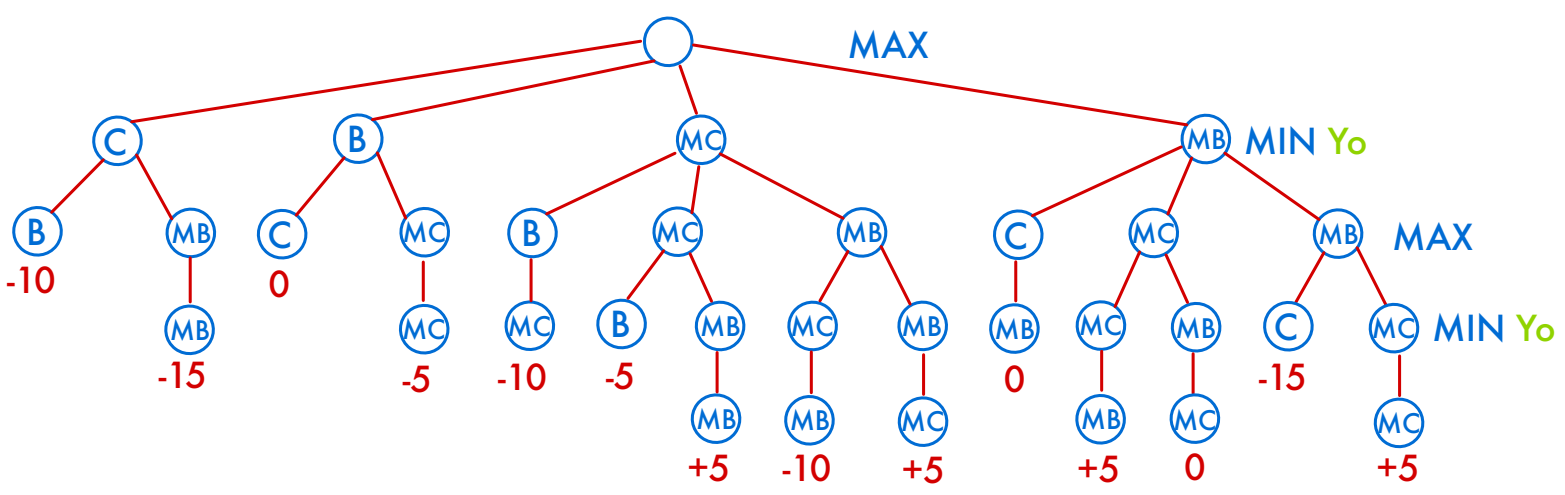 MAX
C B MC MB MIN Yo
B MB C MC B MC MB C MC MB MAX
-10 0
MB MC MC B MB MC MB MB MC MB C MC MIN Yo
-15 -5 -10 -5 0 -15
MB MB MC MB MC MC
+5 -10 +5 +5 0 +5